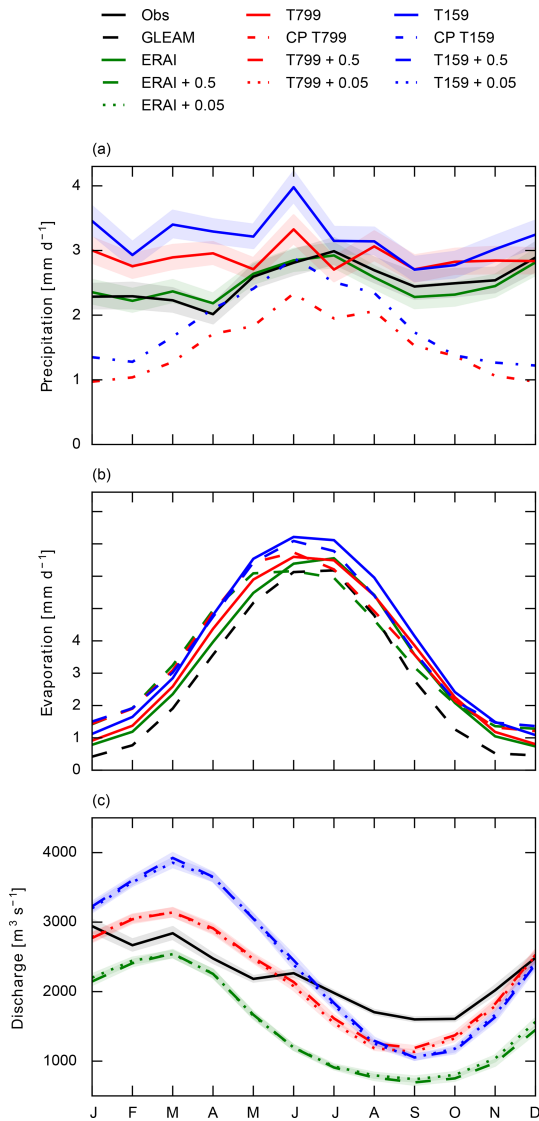 Obs T799 T159
GLEAM CP T799 CP T159
ERAI T799 + 0.5 T159 + 0.5
ERAI + 0.5 T799 + 0.05 T159 + 0.05
ERAI + 0.05
(a)
4
3
2
1
0
Precipitation [mm d⁻¹]
(b)
4
3
2
1
0
Evaporation [mm d⁻¹]
(c)
4000
3000
2000
1000
Discharge [m³ s⁻¹]
J F M A M J J A S O N D